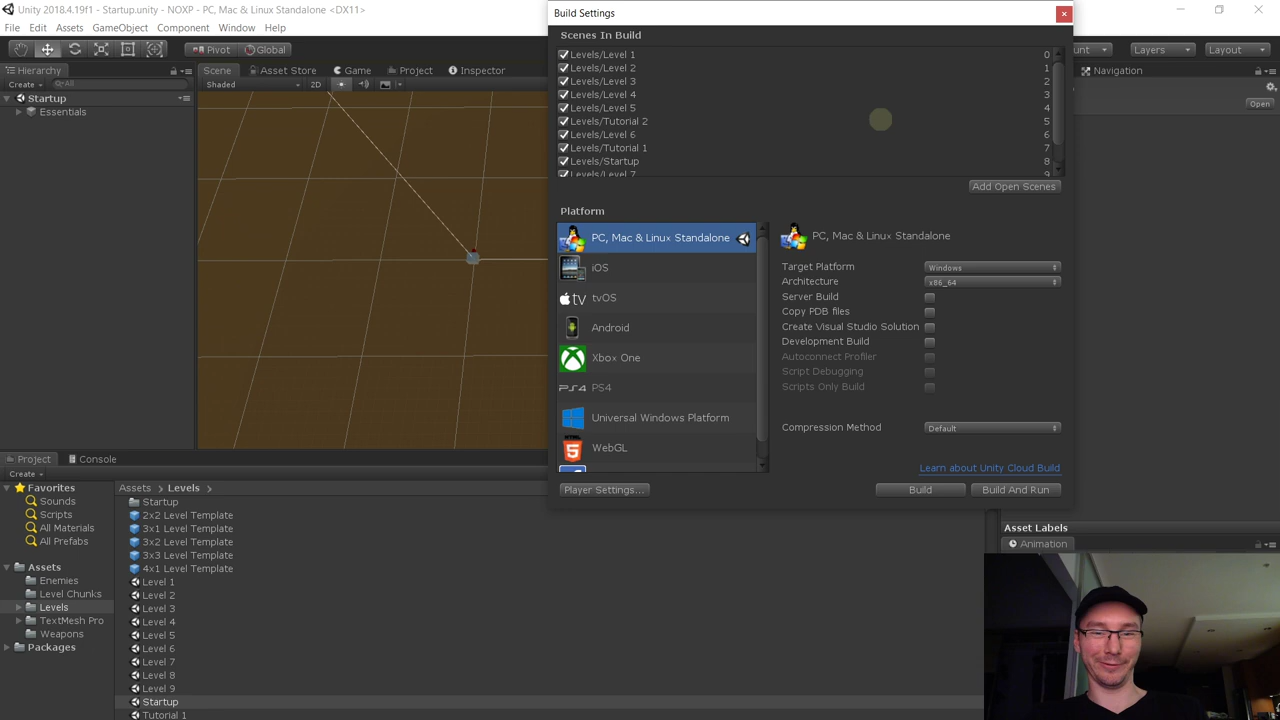 Unity 2018.4.19f1 - Startup.unity - NOXP - PC, Mac & Linux Standalone <DX11>
File Edit Assets GameObject Component Window Help
Pivot Global
Layers Layout
Hierarchy
Create All
Startup
Essentials
Scene Asset Store Game Project Inspector
Shaded 2D
Build Settings
Scenes In Build
Levels/Level 1 0
Levels/Level 2 1
Levels/Level 3 2
Levels/Level 4 3
Levels/Level 5 4
Levels/Tutorial 2 5
Levels/Level 6 6
Levels/Tutorial 1 7
Levels/Startup 8
Levels/Level 7 9
Add Open Scenes
Platform
PC, Mac & Linux Standalone
iOS
tv tvOS
Android
Xbox One
PS4 PS4
Universal Windows Platform
HTML 5 WebGL
Player Settings...
PC, Mac & Linux Standalone
Target Platform Windows
Architecture x86_64
Server Build
Copy PDB files
Create Visual Studio Solution
Development Build
Autoconnect Profiler
Script Debugging
Scripts Only Build
Compression Method Default
Learn about Unity Cloud Build
Build Build And Run
Navigation
Open
Project Console
Create
Favorites
Sounds
Scripts
All Materials
All Prefabs
Assets
Enemies
Level Chunks
Levels
TextMesh Pro
Weapons
Packages
Assets Levels
Startup
2x2 Level Template
3x1 Level Template
3x2 Level Template
3x3 Level Template
4x1 Level Template
Level 1
Level 2
Level 3
Level 4
Level 5
Level 6
Level 7
Level 8
Level 9
Startup
Tutorial 1
Asset Labels
Animation